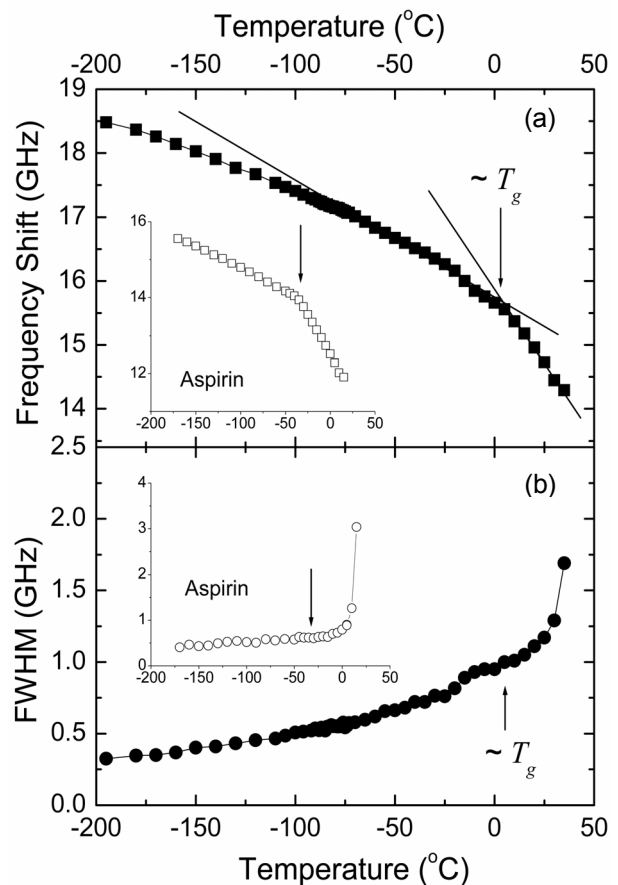 Temperature (°C)
-200 -150 -100 -50 0 50
19
18
17
16
15
14
Frequency Shift (GHz)
(a)
~ Tg
16
14
12
Aspirin
-200 -150 -100 -50 0 50
2.5
2.0
1.5
1.0
0.5
0.0
FWHM (GHz)
(b)
4
3
2
1
0
Aspirin
-200 -150 -100 -50 0 50
~ Tg
-200 -150 -100 -50 0 50
Temperature (°C)